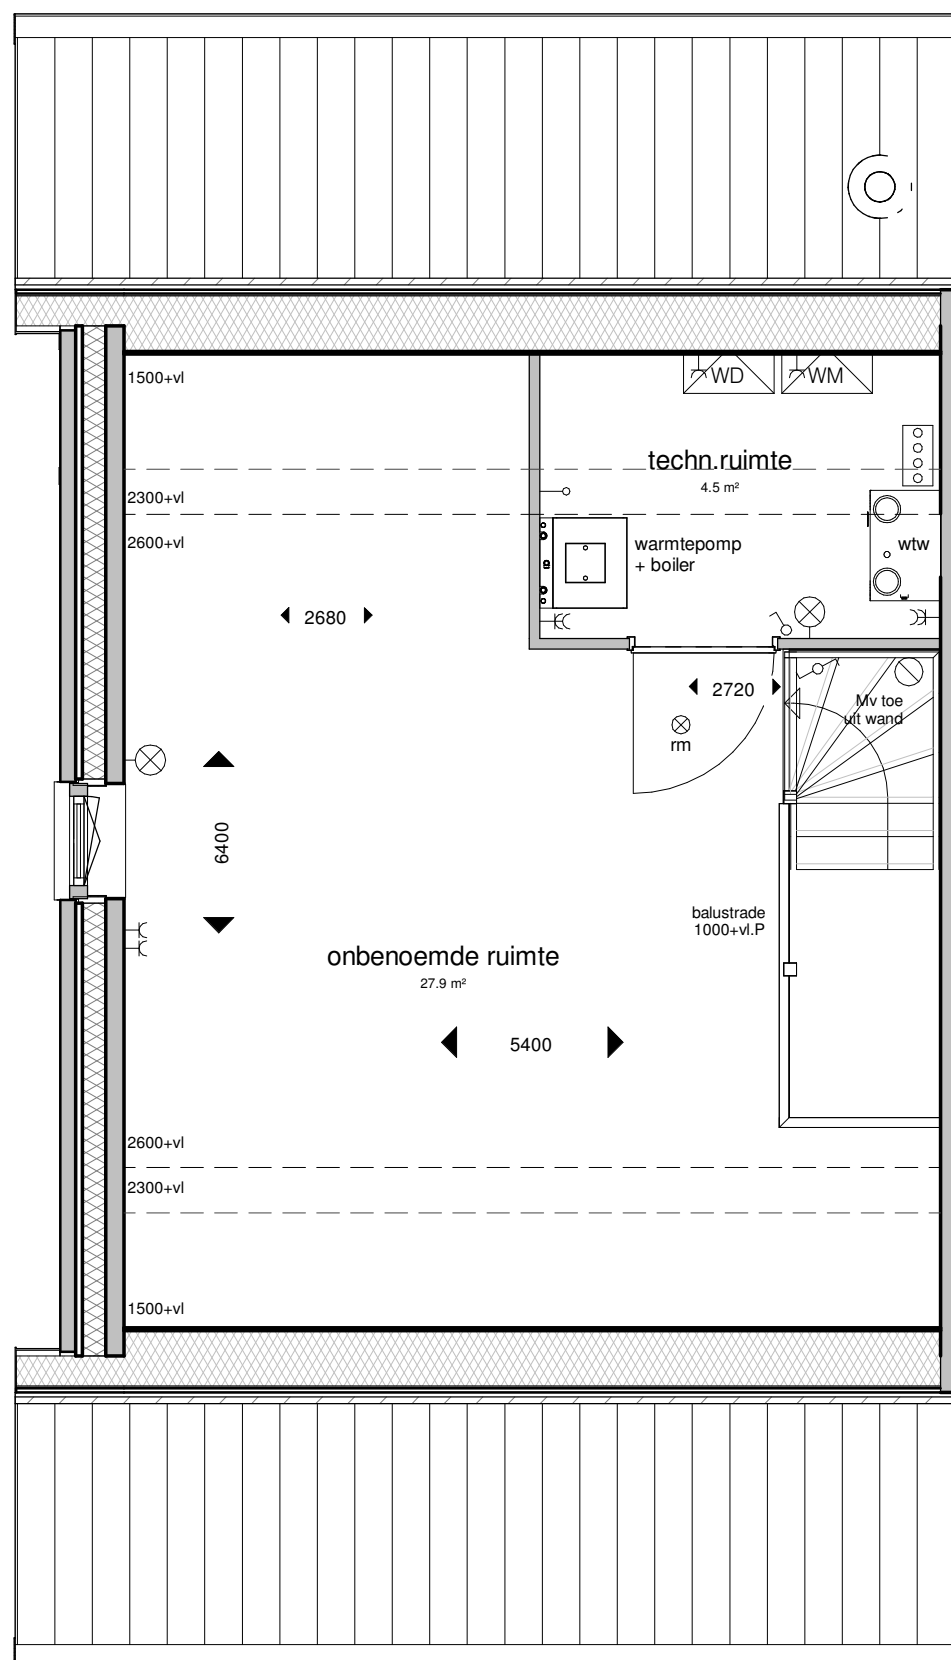 1500+vl
WD
WM
techn.ruimte
4.5 m²
2300+vl
2600+vl
warmtepomp
+ boiler
wtw
2680
2720
rm
Mv toe
uit wand
6400
balustrade
1000+vl.P
onbenoemde ruimte
27.9 m²
5400
2600+vl
2300+vl
1500+vl